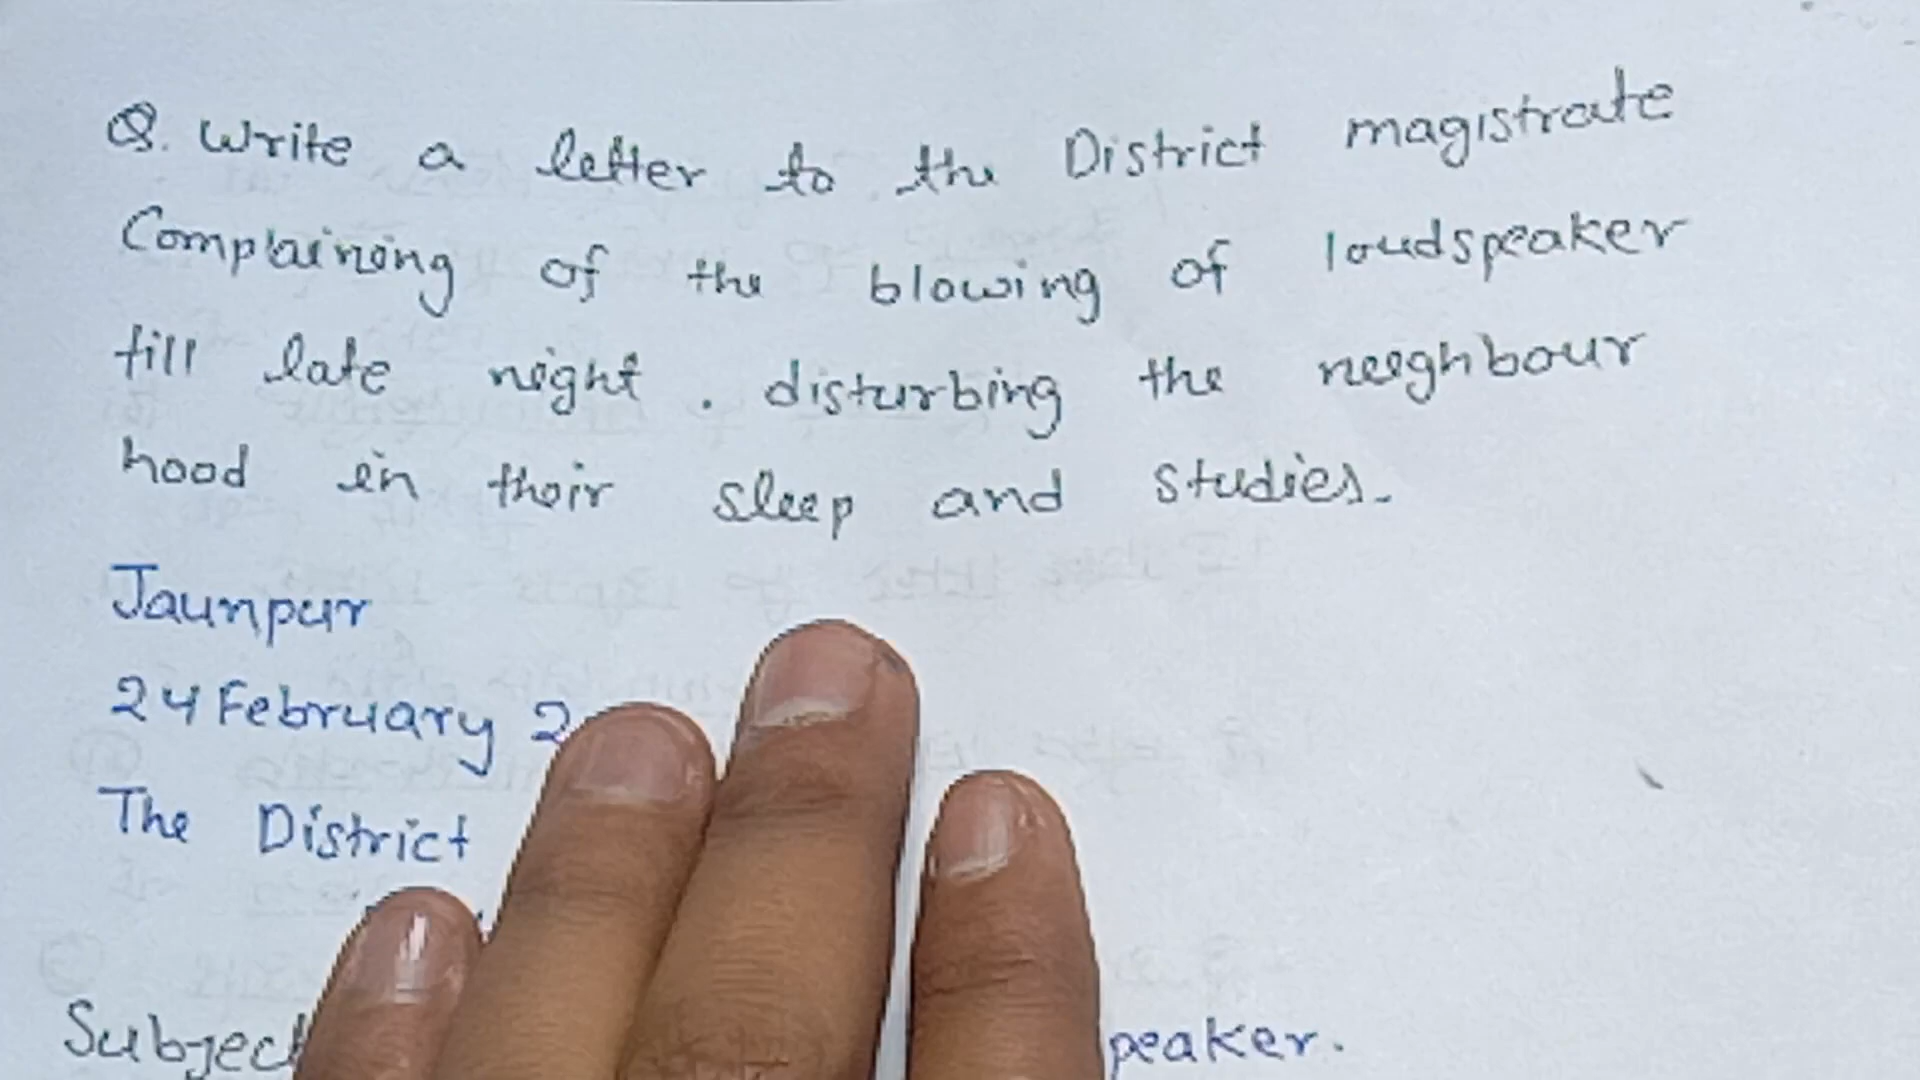 Q. Write a letter to the District magistrate
Complaining of the blowing of loudspeaker
till late night . disturbing the neighbour
hood in their sleep and studies.
Jaunpur
24 February 2
The District
Subject peaker.